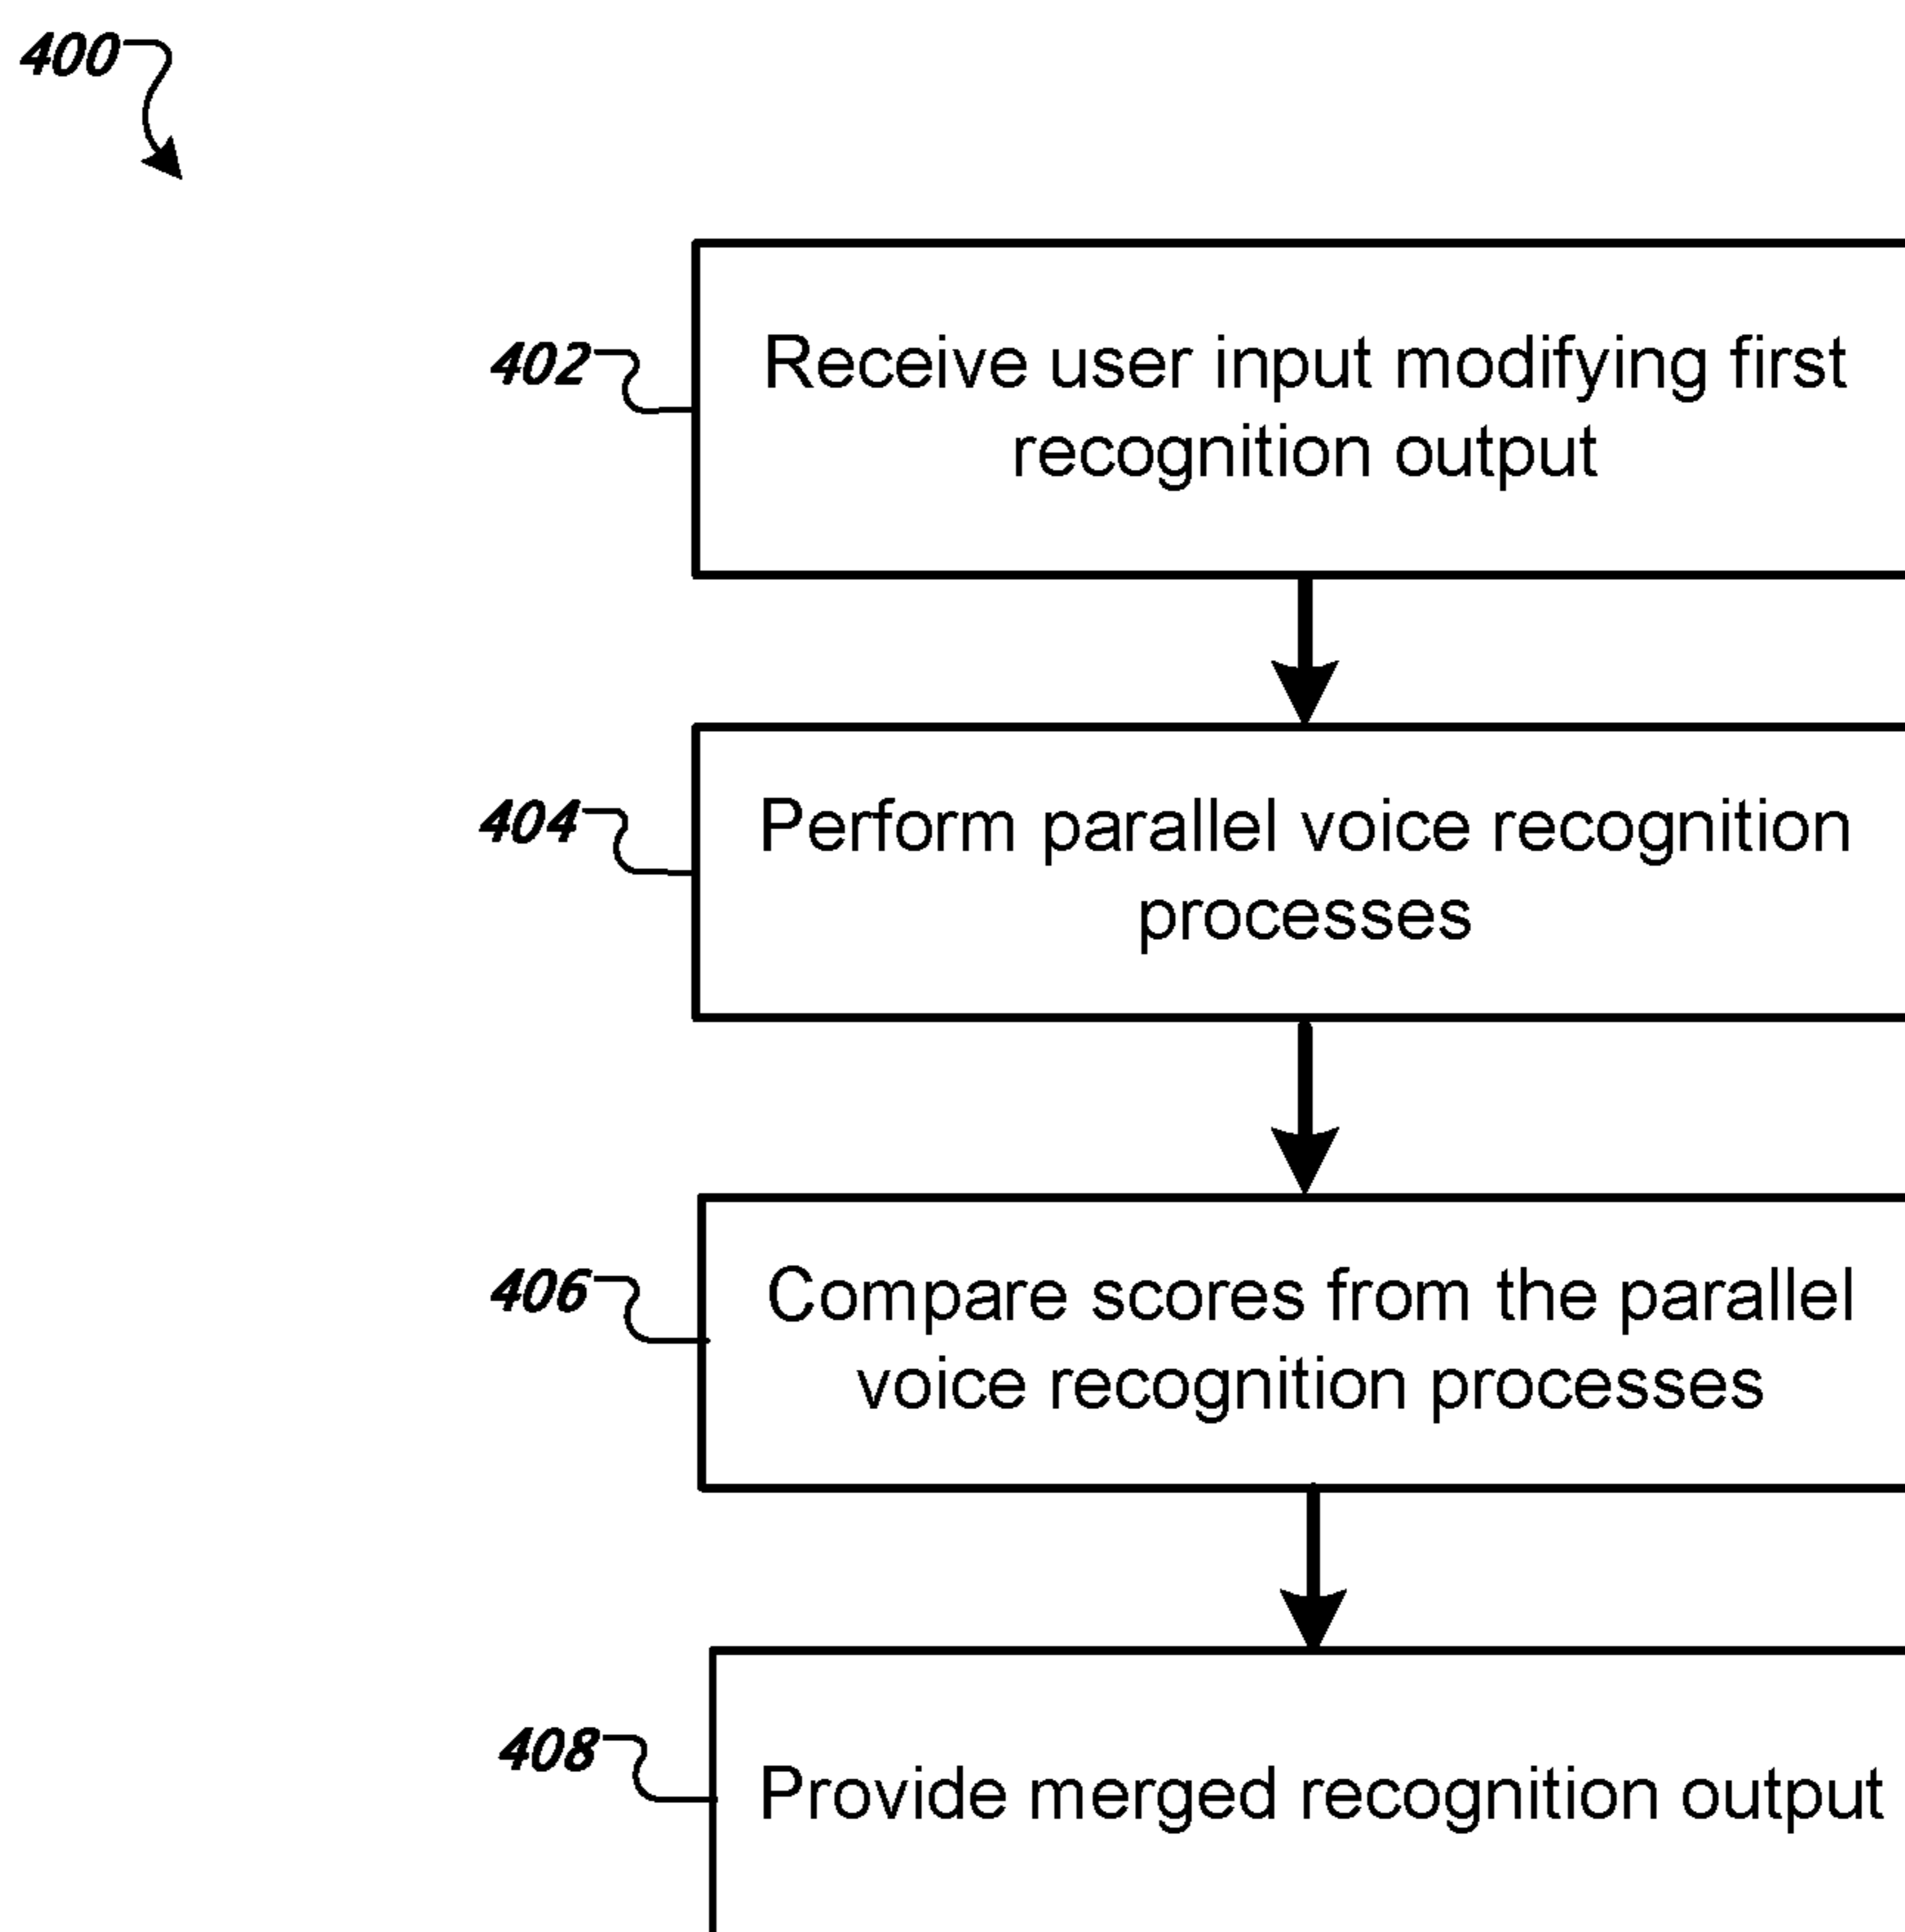 400
402
Receive user input modifying first
recognition output
404
Perform parallel voice recognition
processes
406
Compare scores from the parallel
voice recognition processes
408
Provide merged recognition output